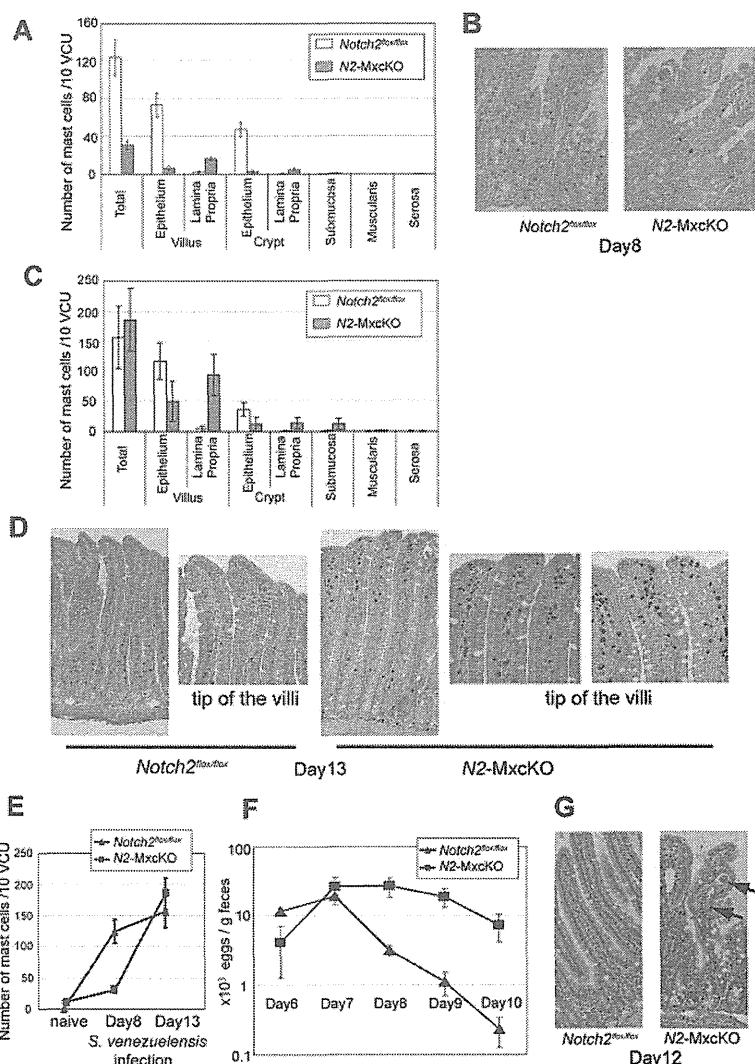 A
Number of mast cells /10 VCU
160
120
80
40
0
Notch2flox/flox
N2-MxcKO
Total
Epithelium
Lamina
Propria
Epithelium
Lamina
Propria
Submucosa
Muscularis
Serosa
Villus
Crypt
B
Notch2flox/flox
N2-MxcKO
Day8
C
Number of mast cells /10 VCU
250
200
150
100
50
0
Notch2flox/flox
N2-MxcKO
Total
Epithelium
Lamina
Propria
Epithelium
Lamina
Propria
Submucosa
Muscularis
Serosa
Villus
Crypt
D
tip of the villi
tip of the villi
Notch2flox/flox
Day13
N2-MxcKO
E
Number of mast cells /10 VCU
Notch2flox/flox
N2-MxcKO
250
200
150
100
50
0
naive
Day8
Day13
S. venezuelensis
infection
F
x10³ eggs / g feces
Notch2flox/flox
N2-MxcKO
100
10
1
0.1
Day6
Day7
Day8
Day9
Day10
G
Notch2flox/flox
N2-MxcKO
Day12